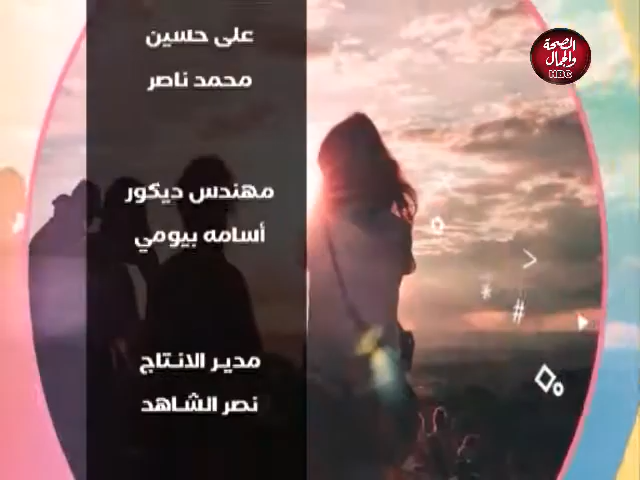 على حسين
الصحة
والجمال
HBC
محمد ناصر
مهندس ديكور
أسامه بيومي
#
مدير الانتاج
نصر الشاهد